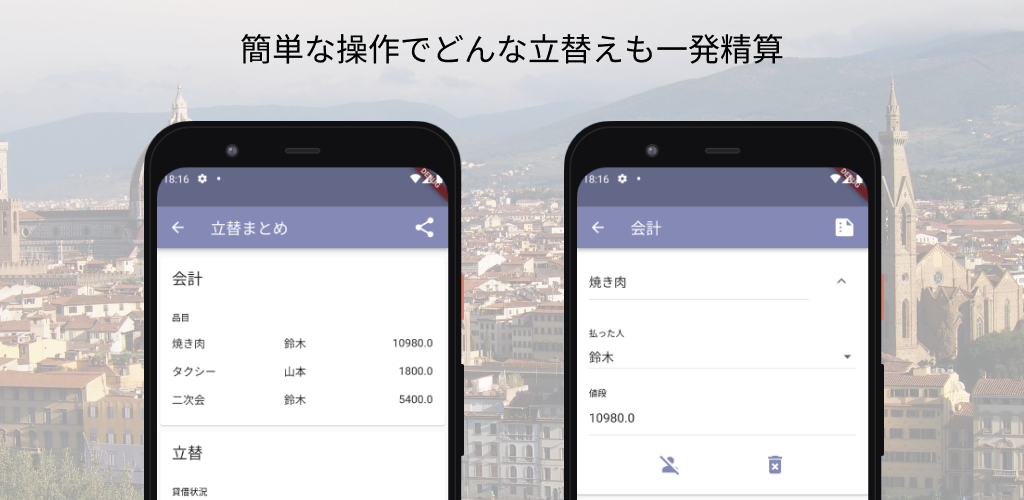 簡単な操作でどんな立替えも一発精算
18:16
DEBUG
立替まとめ
会計
品目
焼き肉 鈴木 10980.0
タクシー 山本 1800.0
二次会 鈴木 5400.0
立替
貸借状況
18:16
DEBUG
会計
焼き肉
払った人
鈴木
値段
10980.0